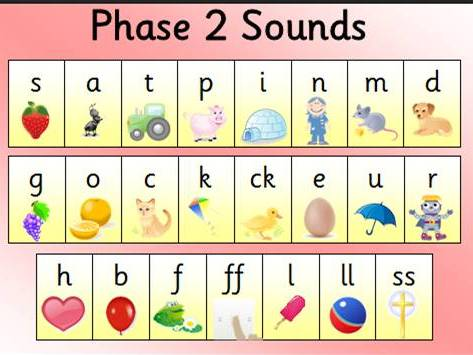 Phase 2 Sounds
s a t p i n m d
g o c k ck e u r
h b f ff l ll ss